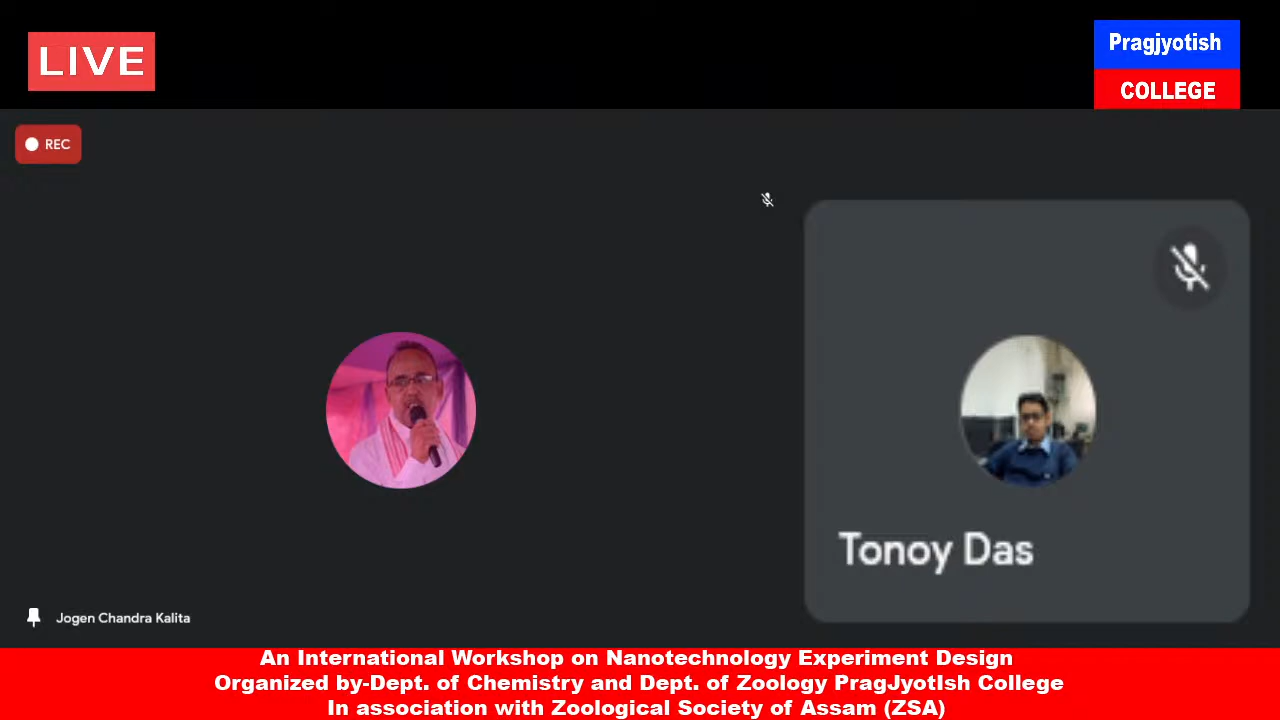 LIVE
Pragjyotish
COLLEGE
REC
Tonoy Das
Jogen Chandra Kalita
An International Workshop on Nanotechnology Experiment Design
Organized by-Dept. of Chemistry and Dept. of Zoology PragJyotIsh College
In association with Zoological Society of Assam (ZSA)